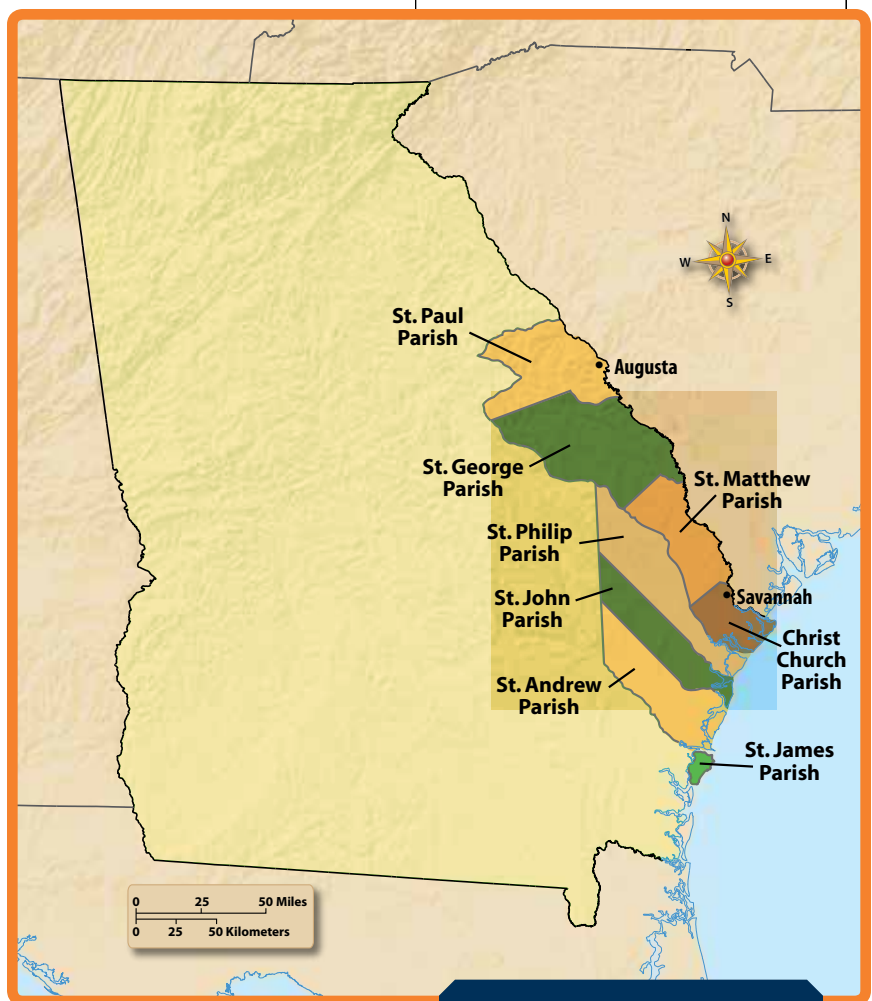 N
W
E
S
St. Paul
Parish
Augusta
St. George
Parish
St. Matthew
Parish
St. Philip
Parish
St. John
Parish
Savannah
Christ
Church
Parish
St. Andrew
Parish
St. James
Parish
0 25 50 Miles
0 25 50 Kilometers